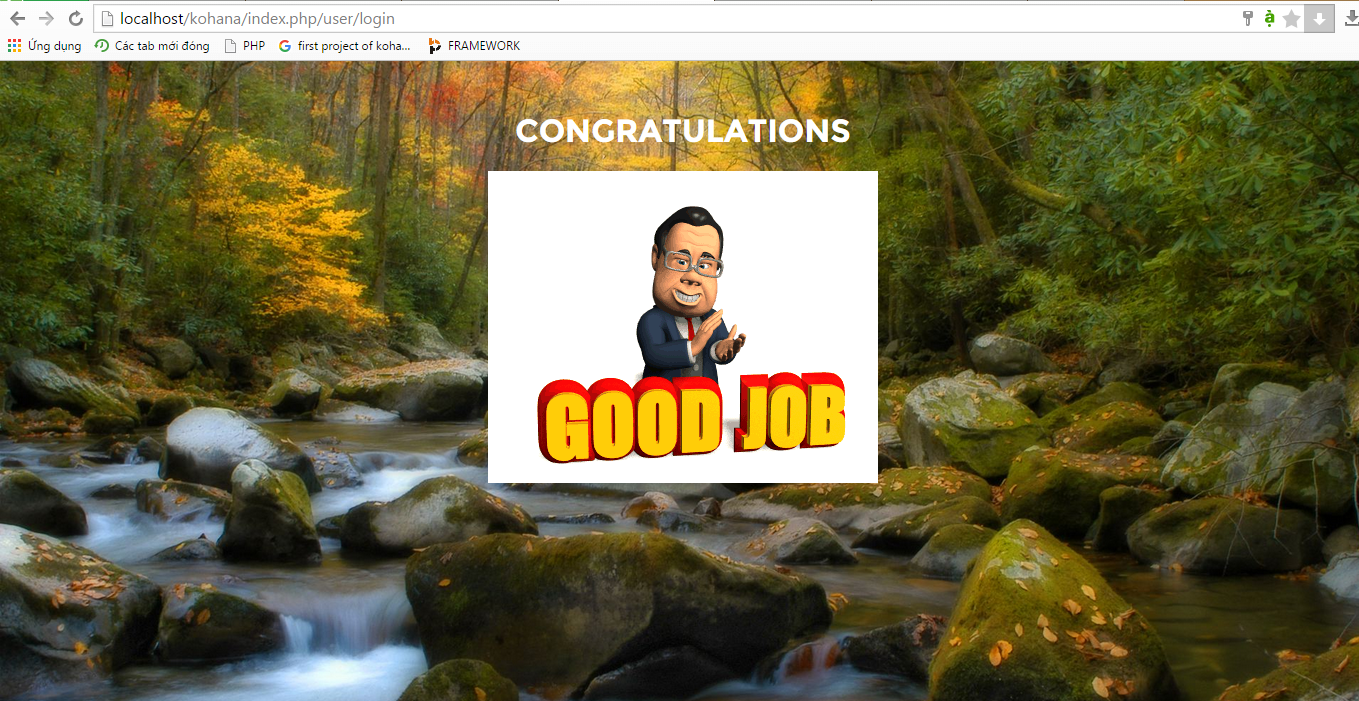 localhost/kohana/index.php/user/login
Ứng dụng Các tab mới đóng PHP first project of koha... FRAMEWORK
CONGRATULATIONS
GOOD JOB